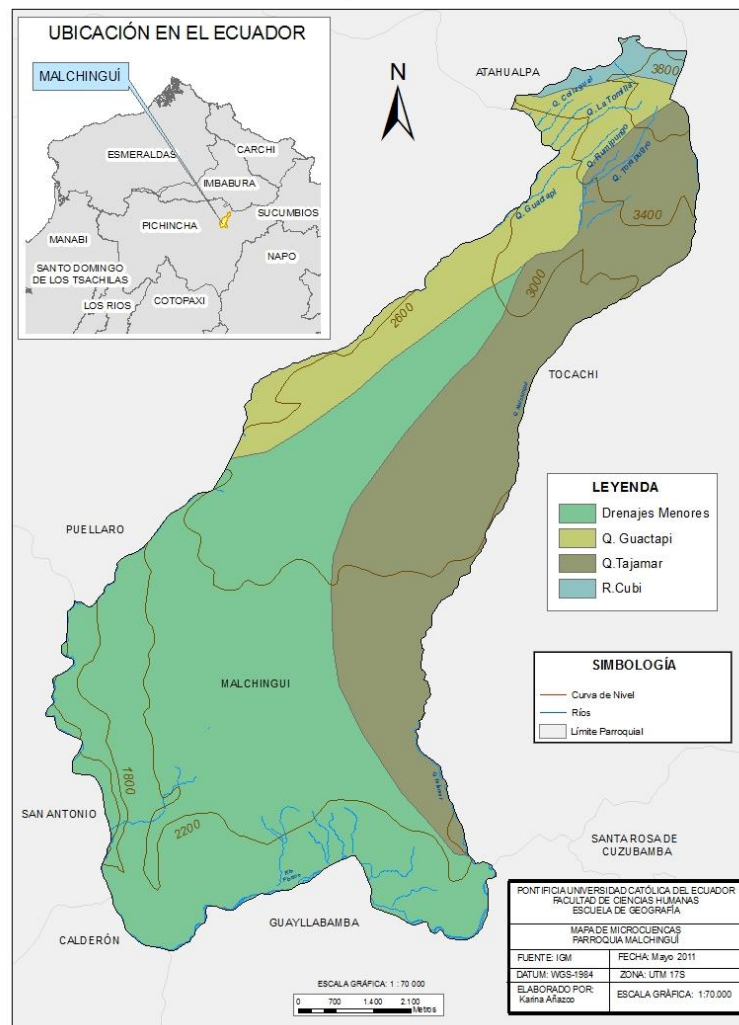 UBICACIÓN EN EL ECUADOR
MALCHINGUÍ
ESMERALDAS
CARCHI
IMBABURA
SUCUMBIOS
PICHINCHA
MANABI
NAPO
SANTO DOMINGO
DE LOS TSACHILAS
LOS RIOS
COTOPAXI
N
ATAHUALPA
3800
Q. La Tomilla
Q. Rumipungo
Q. Guactapi
3400
3000
2600
TOCACHI
PUELLARO
MALCHINGUI
1800
2200
SAN ANTONIO
CALDERÓN
GUAYLLABAMBA
SANTA ROSA DE
CUZUBAMBA
LEYENDA
Drenajes Menores
Q. Guactapi
Q.Tajamar
R.Cubi
SIMBOLOGÍA
Curva de Nivel
Ríos
Límite Parroquial
ESCALA GRÁFICA: 1 : 70 000
0 700 1.400 2.100
Metros
PONTIFICIA UNIVERSIDAD CATÓLICA DEL ECUADOR
FACULTAD DE CIENCIAS HUMANAS
ESCUELA DE GEOGRAFÍA
MAPA DE MICROCUENCAS
PARROQUIA MALCHINGUÍ
FUENTE: IGM
FECHA: Mayo 2011
DATUM: WGS-1984
ZONA: UTM 17S
ELABORADO POR:
Karina Añazco
ESCALA GRÀFICA: 1:70.000